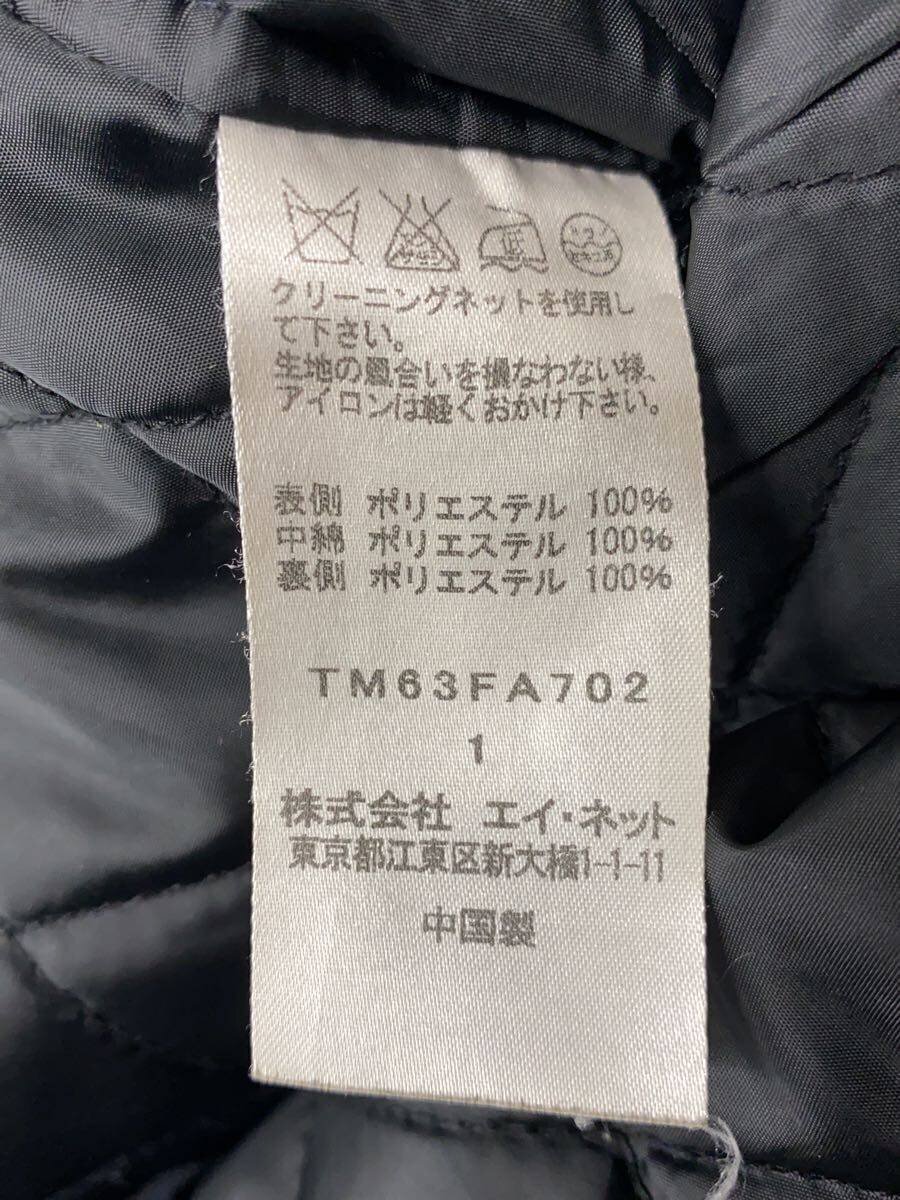 クリーニングネットを使用し
て下さい。
生地の風合いを損なわない様、
アイロンは軽くおかけ下さい。
表側 ポリエステル 100%
中綿 ポリエステル 100%
裏側 ポリエステル 100%
TM63FA702
1
株式会社 エイ・ネット
東京都江東区新大橋1-1-11
中国製